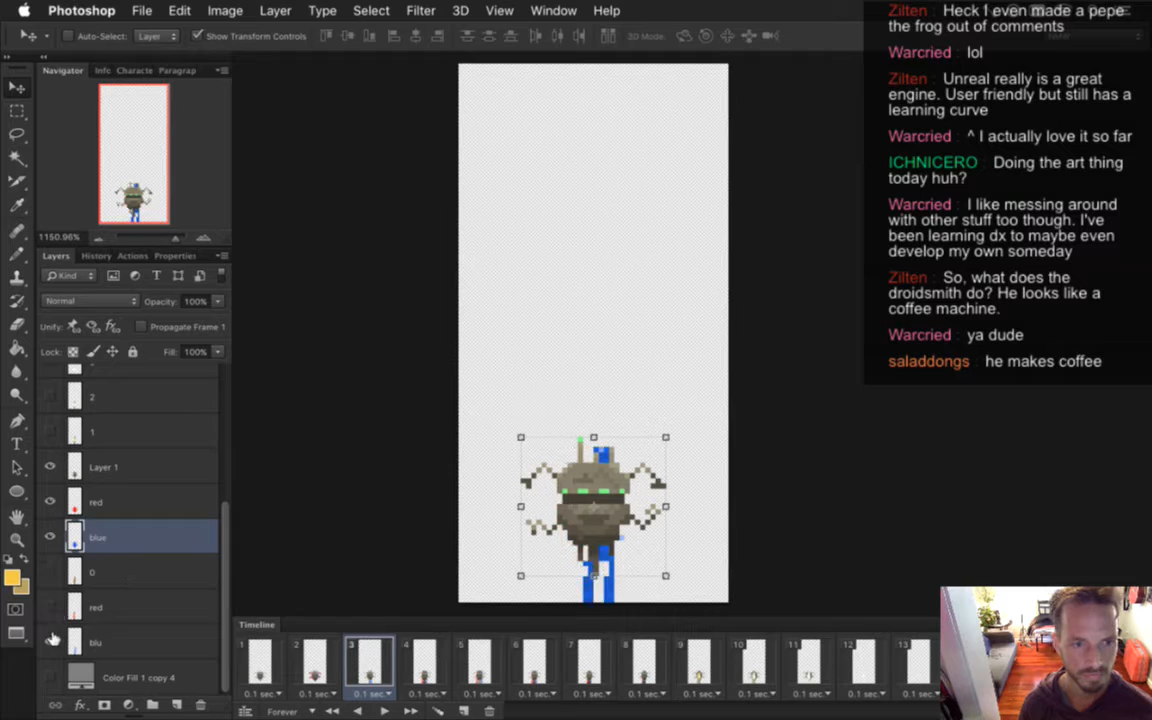 Photoshop File Edit Image Layer Type Select Filter 3D View Window Help
Auto-Select: Layer Show Transform Controls 3D Mode:
Navigator Info Characte Paragrap
1150.96%
Layers History Actions Properties
Kind
Normal Opacity: 100%
Unify: Propagate Frame 1
Lock: Fill: 100%
2
1
Layer 1
red
blue
0
red
blu
Color Fill 1 copy 4
Timeline
1 2 3 4 5 6 7 8 9 10 11 12 13
0.1 sec. 0.1 sec. 0.1 sec. 0.1 sec. 0.1 sec. 0.1 sec. 0.1 sec. 0.1 sec. 0.1 sec. 0.1 sec. 0.1 sec. 0.1 sec. 0.1 sec.
Forever
Zilten : Heck I even made a pepe
the frog out of comments
Warcried : lol
Zilten : Unreal really is a great
engine. User friendly but still has a
learning curve
Warcried : ^ I actually love it so far
ICHNICERO : Doing the art thing
today huh?
Warcried : I like messing around
with other stuff too though. I've
been learning dx to maybe even
develop my own someday
Zilten : So, what does the
droidsmith do? He looks like a
coffee machine.
Warcried : ya dude
saladdongs : he makes coffee